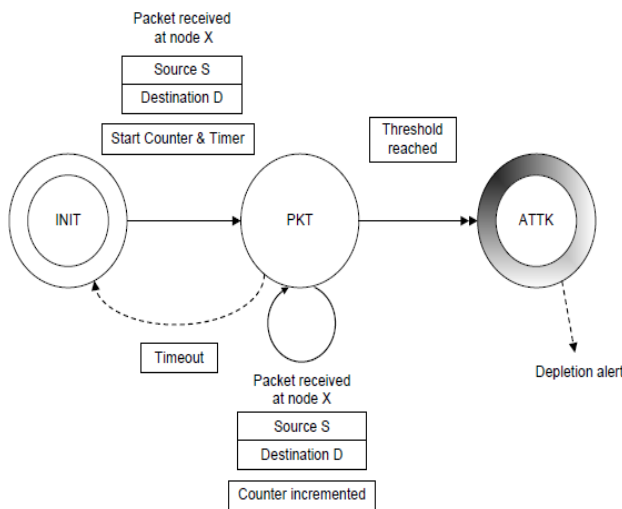 Packet received
at node X
Source S
Destination D
Start Counter & Timer
Threshold
reached
INIT
PKT
ATTK
Timeout
Depletion alert
Packet received
at node X
Source S
Destination D
Counter incremented